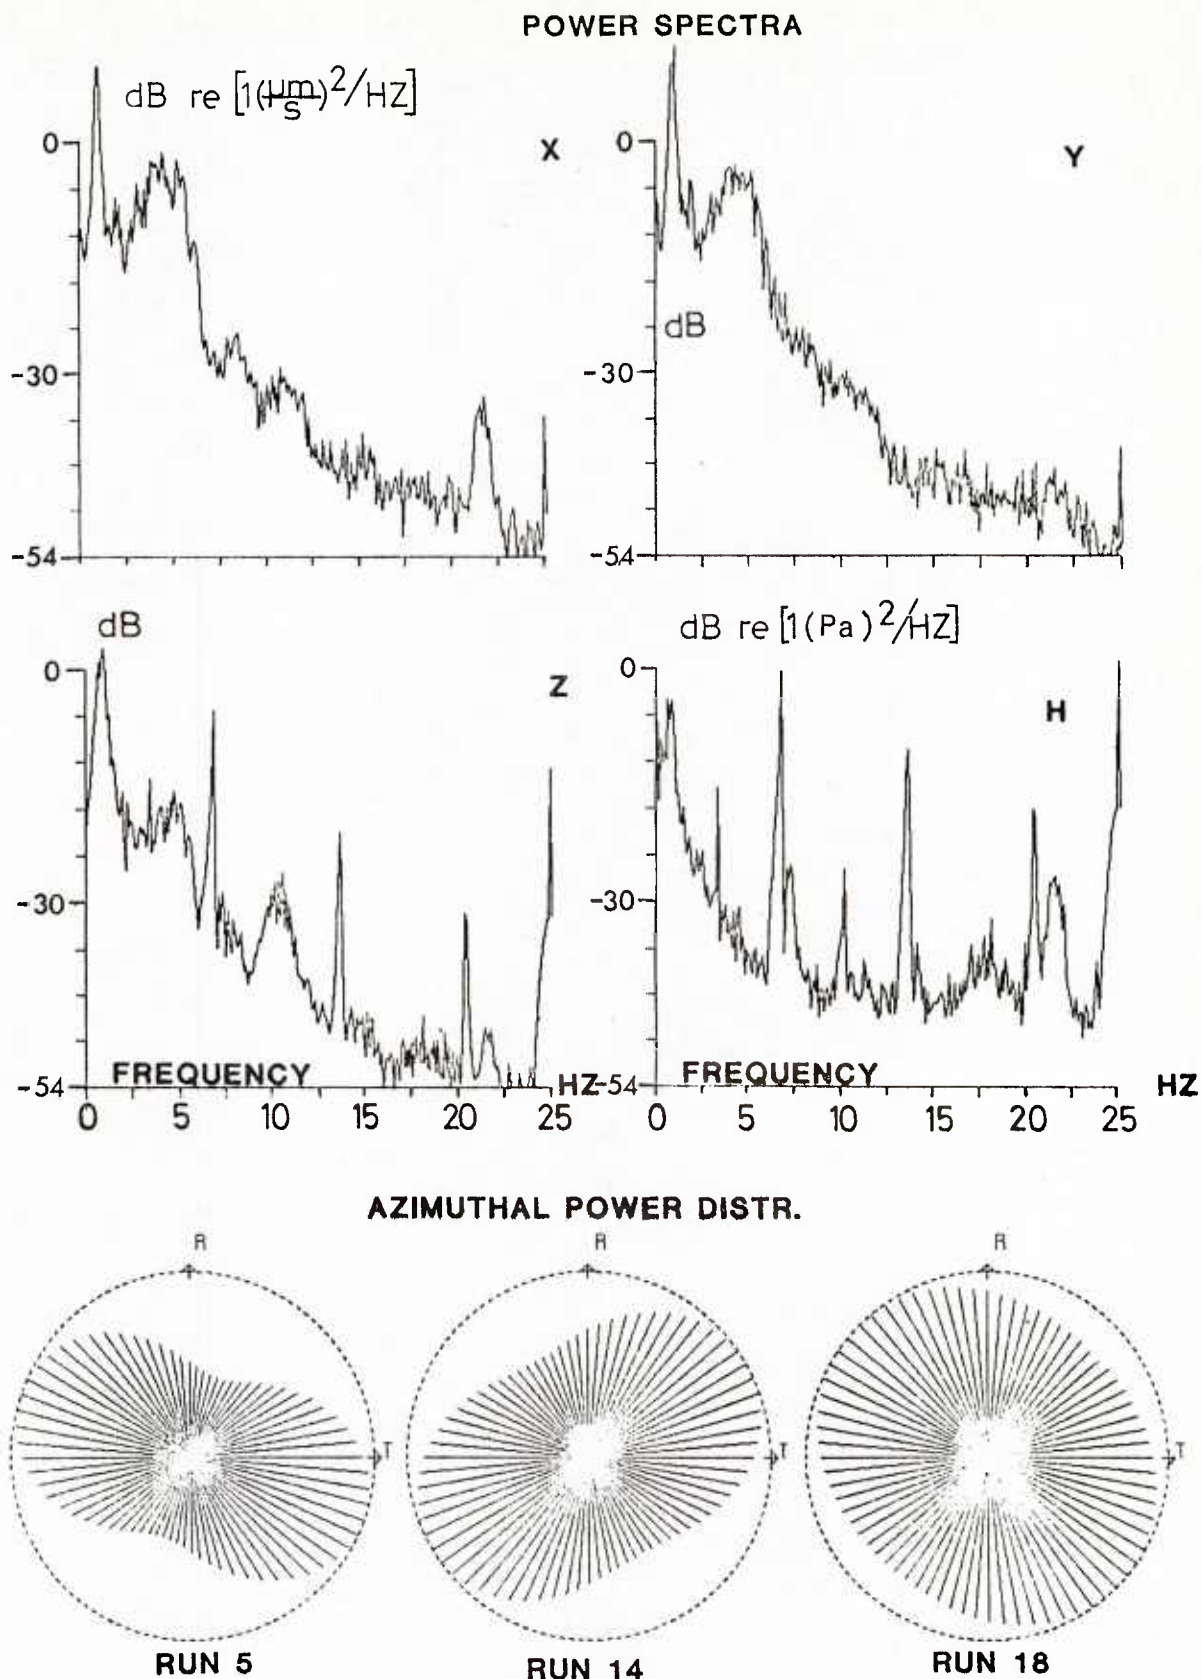 POWER SPECTRA
dB re [1(μm/s)²/HZ]
0
X
-30
-54
0
Y
dB
-30
-54
dB
0
Z
-30
-54
FREQUENCY
HZ
0 5 10 15 20 25
dB re [1(Pa)²/HZ]
0
H
-30
-54
FREQUENCY
HZ
0 5 10 15 20 25
AZIMUTHAL POWER DISTR.
R
T
R
T
R
T
RUN 5
RUN 14
RUN 18